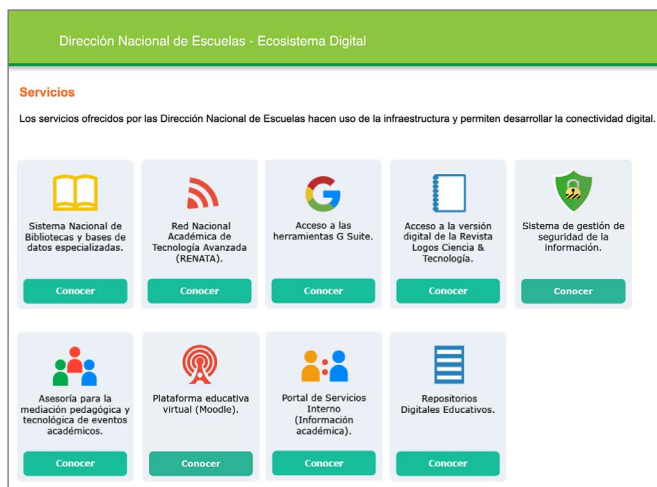 Dirección Nacional de Escuelas - Ecosistema Digital
Servicios
Los servicios ofrecidos por las Dirección Nacional de Escuelas hacen uso de la infraestructura y permiten desarrollar la conectividad digital.
Sistema Nacional de
Bibliotecas y bases de
datos especializadas.
Conocer
Red Nacional
Académica de
Tecnología Avanzada
(RENATA).
Conocer
Acceso a las
herramientas G Suite.
Conocer
Acceso a la versión
digital de la Revista
Logos Ciencia &
Tecnología.
Conocer
Sistema de gestión de
seguridad de la
información.
Conocer
Asesoría para la
mediación pedagógica y
tecnológica de eventos
académicos.
Conocer
Plataforma educativa
virtual (Moodle).
Conocer
Portal de Servicios
Interno
(Información
académica).
Conocer
Repositorios
Digitales Educativos.
Conocer